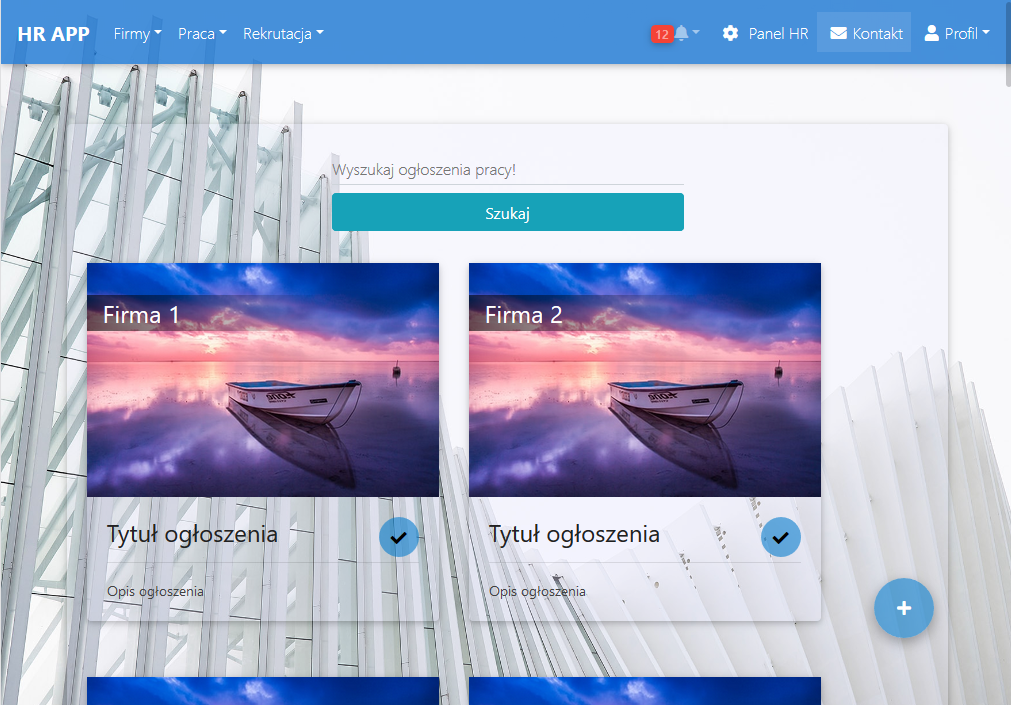 HR APP Firmy Praca Rekrutacja 12 Panel HR Kontakt Profil
Wyszukaj ogłoszenia pracy!
Szukaj
Firma 1
Firma 2
Tytuł ogłoszenia
Opis ogłoszenia
Tytuł ogłoszenia
Opis ogłoszenia